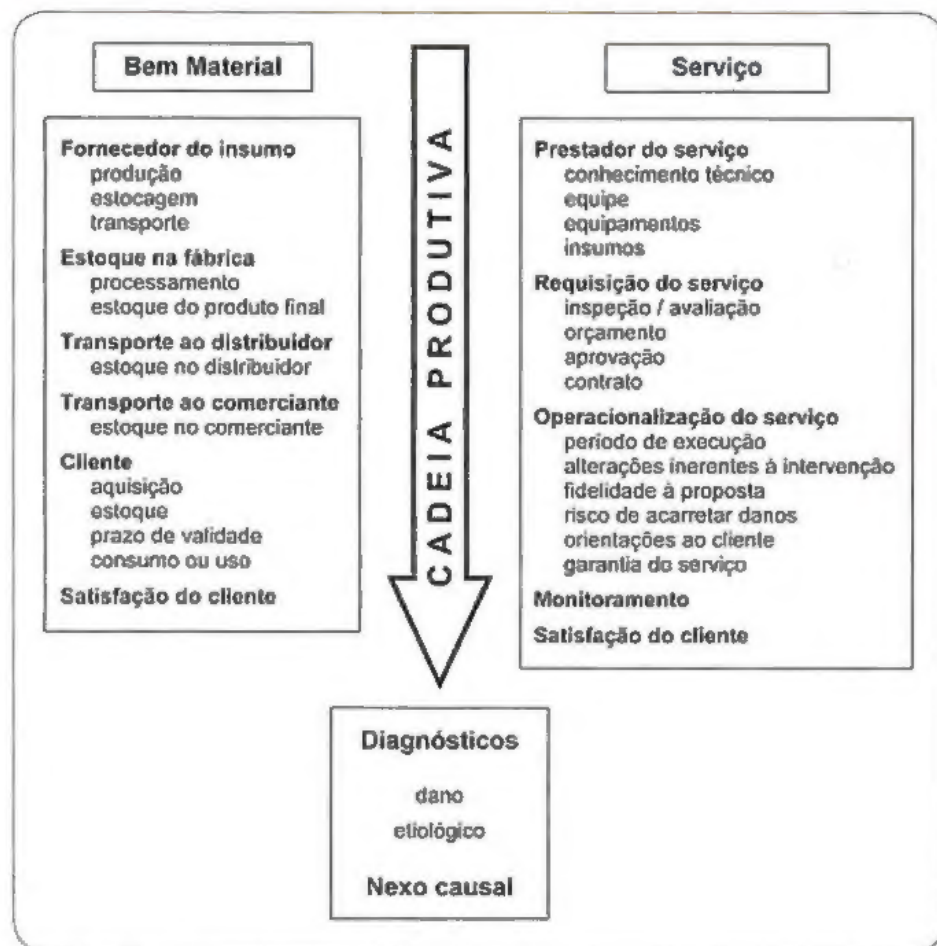 Bem Material
Fornecedor do insumo
produção
estocagem
transporte
Estoque na fábrica
processamento
estoque do produto final
Transporte ao distribuidor
estoque no distribuidor
Transporte ao comerciante
estoque no comerciante
Cliente
aquisição
estoque
prazo de validade
consumo ou uso
Satisfação do cliente
CADEIA PRODUTIVA
Serviço
Prestador do serviço
conhecimento técnico
equipe
equipamentos
insumos
Requisição do serviço
inspeção / avaliação
orçamento
aprovação
contrato
Operacionalização do serviço
período de execução
alterações inerentes à intervenção
fidelidade à proposta
risco de acarretar danos
orientações ao cliente
garantia do serviço
Monitoramento
Satisfação do cliente
Diagnósticos
dano
etiológico
Nexo causal